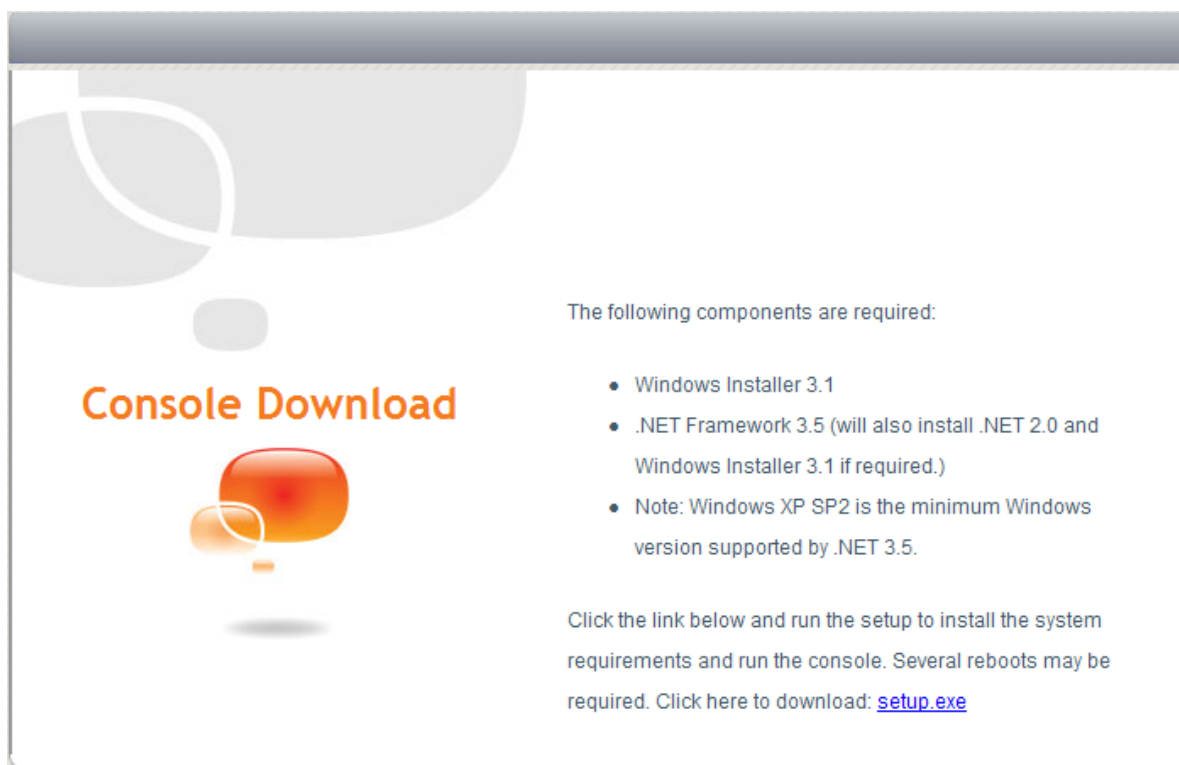 Console Download
The following components are required:
● Windows Installer 3.1
● .NET Framework 3.5 (will also install .NET 2.0 and
Windows Installer 3.1 if required.)
● Note: Windows XP SP2 is the minimum Windows
version supported by .NET 3.5.
Click the link below and run the setup to install the system
requirements and run the console. Several reboots may be
required. Click here to download: setup.exe